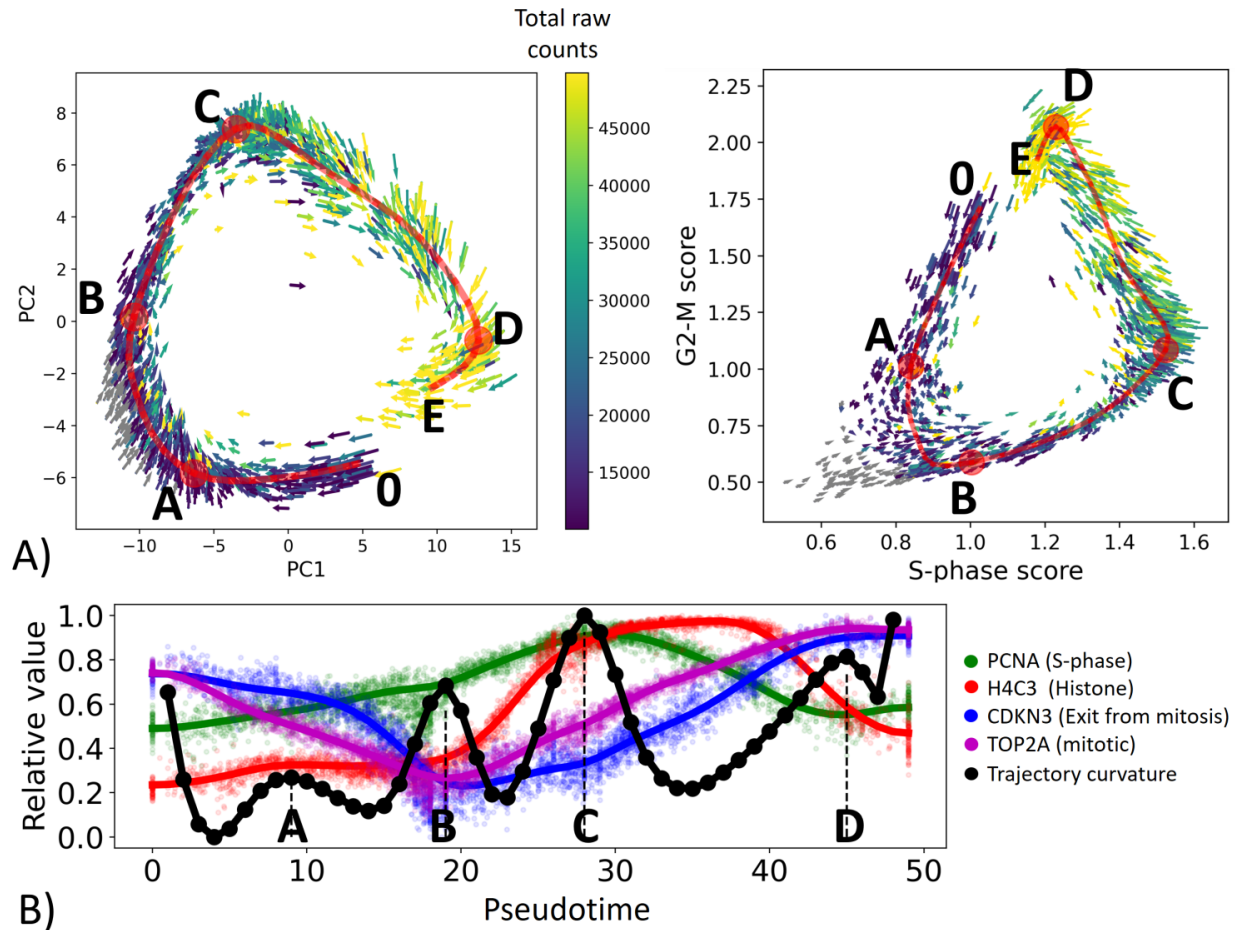 Total raw
counts
C
B
A
D
E
0
8
6
4
2
0
−2
−4
−6
PC2
−10
−5
0
5
10
15
PC1
45000
40000
35000
30000
25000
20000
15000
A)
D
E
0
A
C
B
2.25
2.00
1.75
1.50
1.25
1.00
0.75
0.50
G2-M score
0.6
0.8
1.0
1.2
1.4
1.6
S-phase score
1.0
0.8
0.6
0.4
0.2
0.0
Relative value
A
B
C
D
0
10
20
30
40
50
Pseudotime
PCNA (S-phase)
H4C3 (Histone)
CDKN3 (Exit from mitosis)
TOP2A (mitotic)
Trajectory curvature
B)